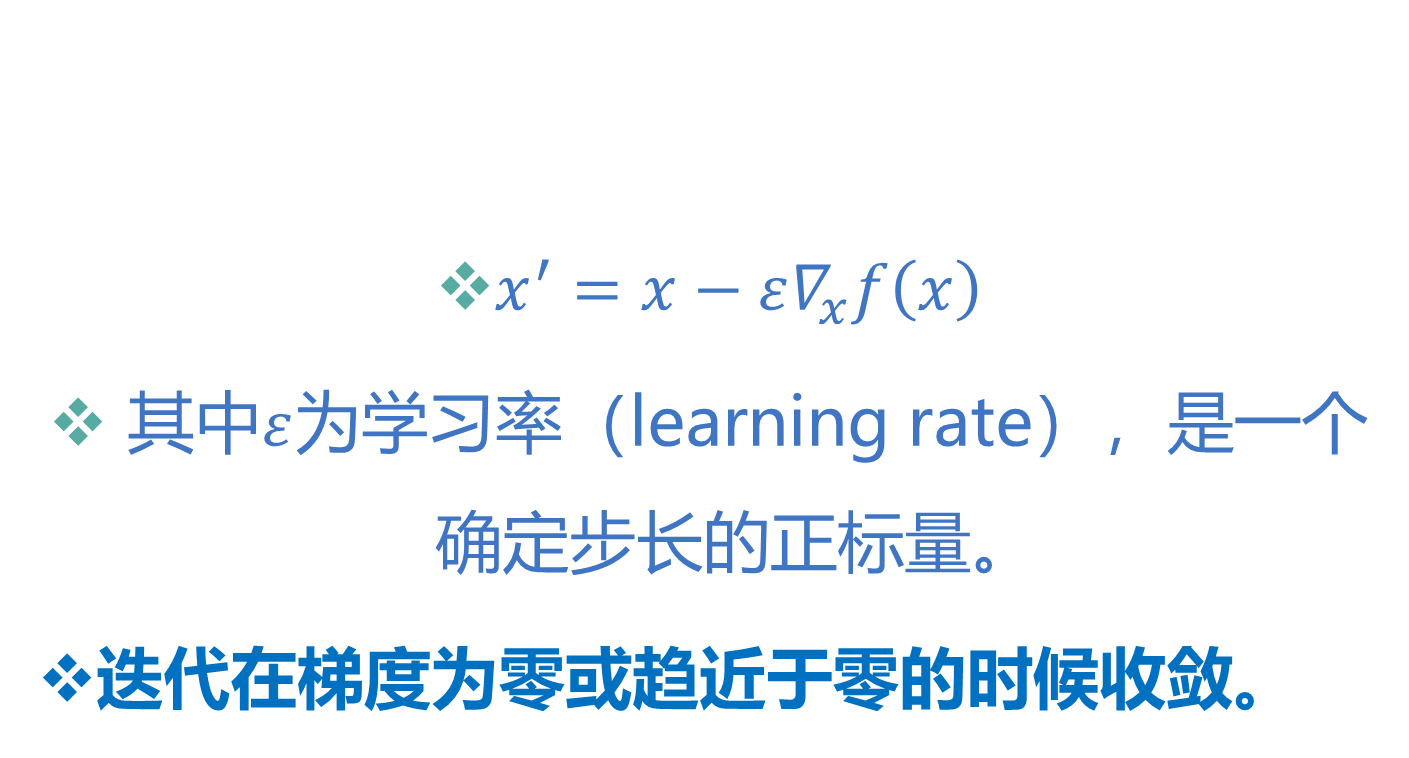 ❖𝑥′ = 𝑥 − 𝜀∇ₓ𝑓(𝑥)
❖ 其中𝜀为学习率（learning rate），是一个
确定步长的正标量。
❖迭代在梯度为零或趋近于零的时候收敛。